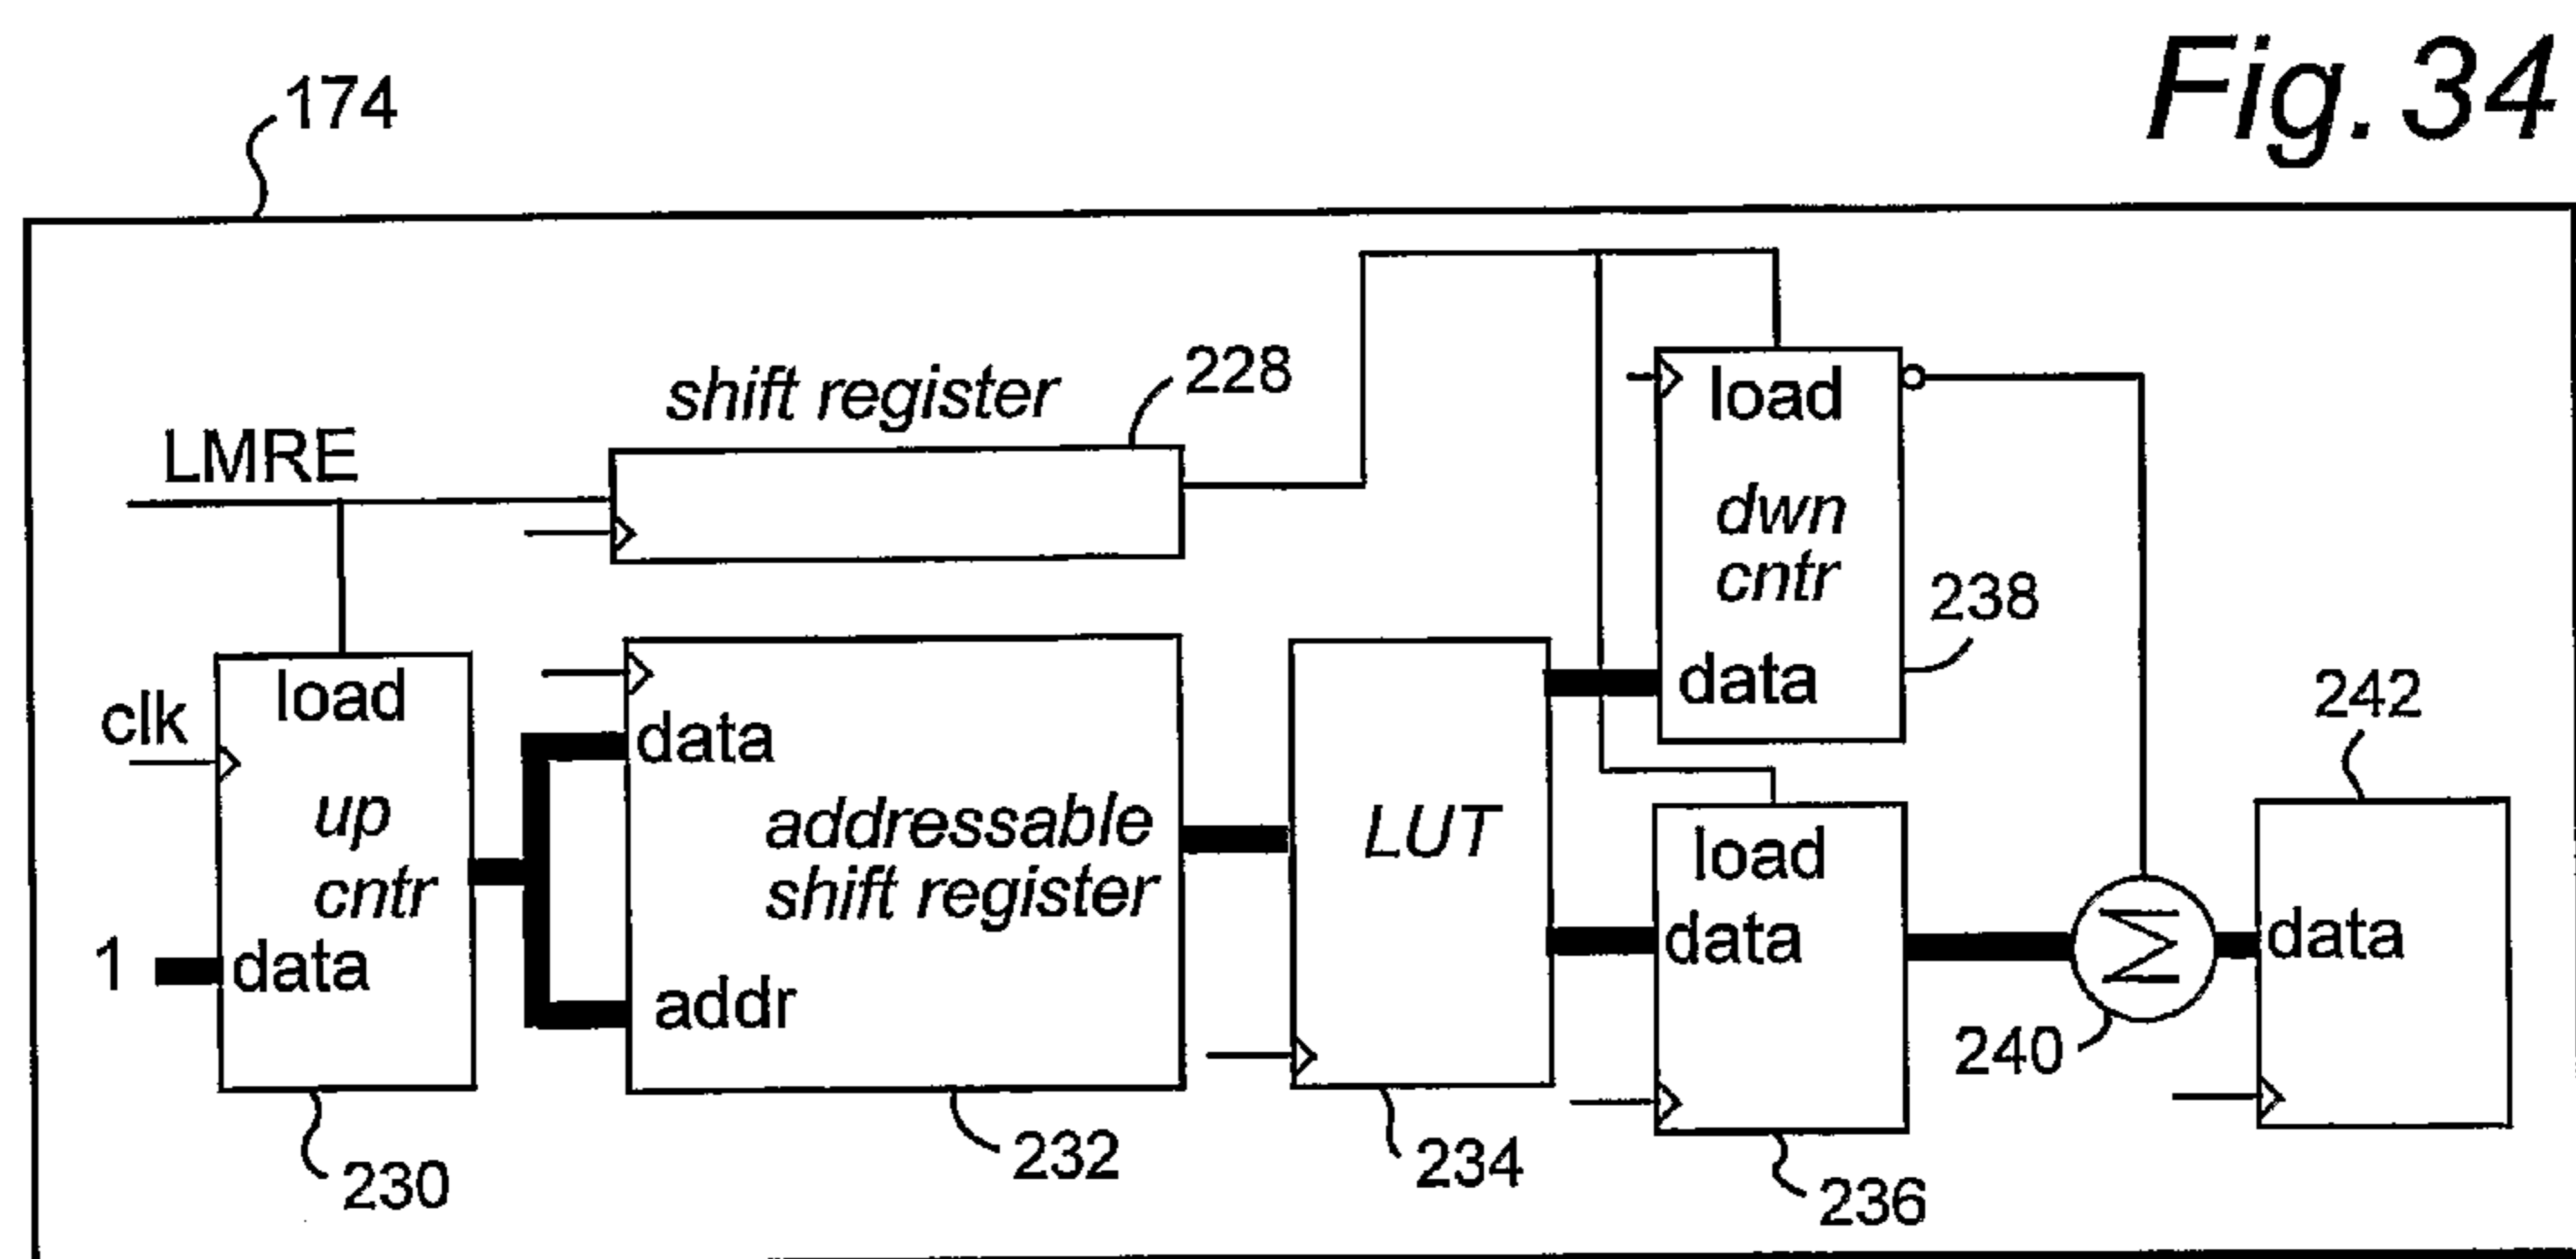 Fig. 34
174
shift register
228
LMRE
load
dwn
cntr
data
238
clk
load
up
cntr
1
data
230
data
addressable
shift register
addr
232
LUT
234
load
data
236
240
Σ
242
data